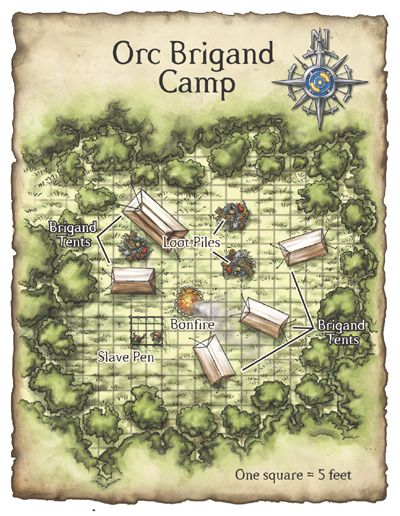 Orc Brigand
Camp
N
Brigand
Tents
Loot Piles
Bonfire
Brigand
Tents
Slave Pen
One square = 5 feet